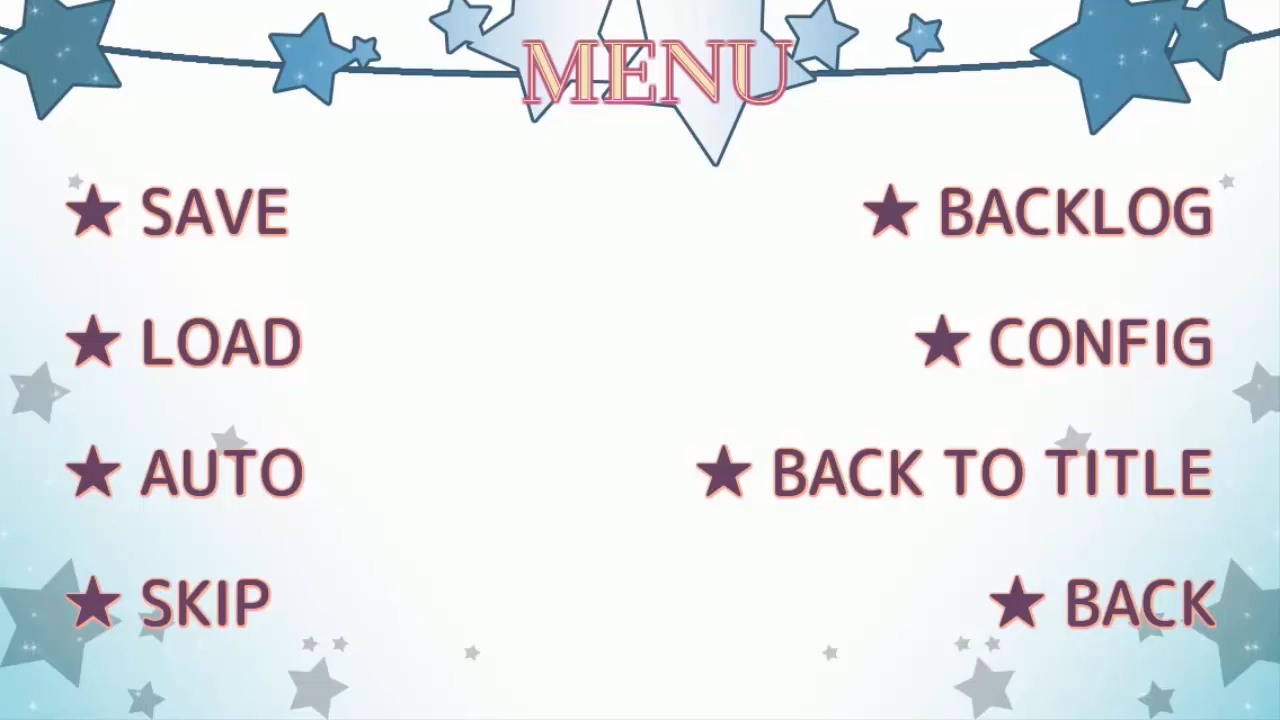 MENU
★ SAVE
★ LOAD
★ AUTO
★ SKIP
★ BACKLOG
★ CONFIG
★ BACK TO TITLE
★ BACK